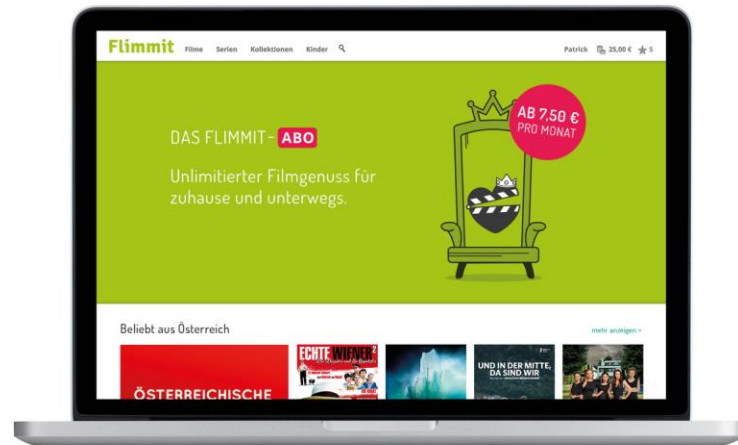 Flimmit Filme Serien Kollektionen Kinder Patrick 25,00 € 5
AB 7,50 €
PRO MONAT
DAS FLIMMIT- ABO
Unlimitierter Filmgenuss für
zuhause und unterwegs.
Beliebt aus Österreich mehr anzeigen »
ÖSTERREICHISCHE
ECHTE WIENER 2
UND IN DER MITTE,
DA SIND WIR